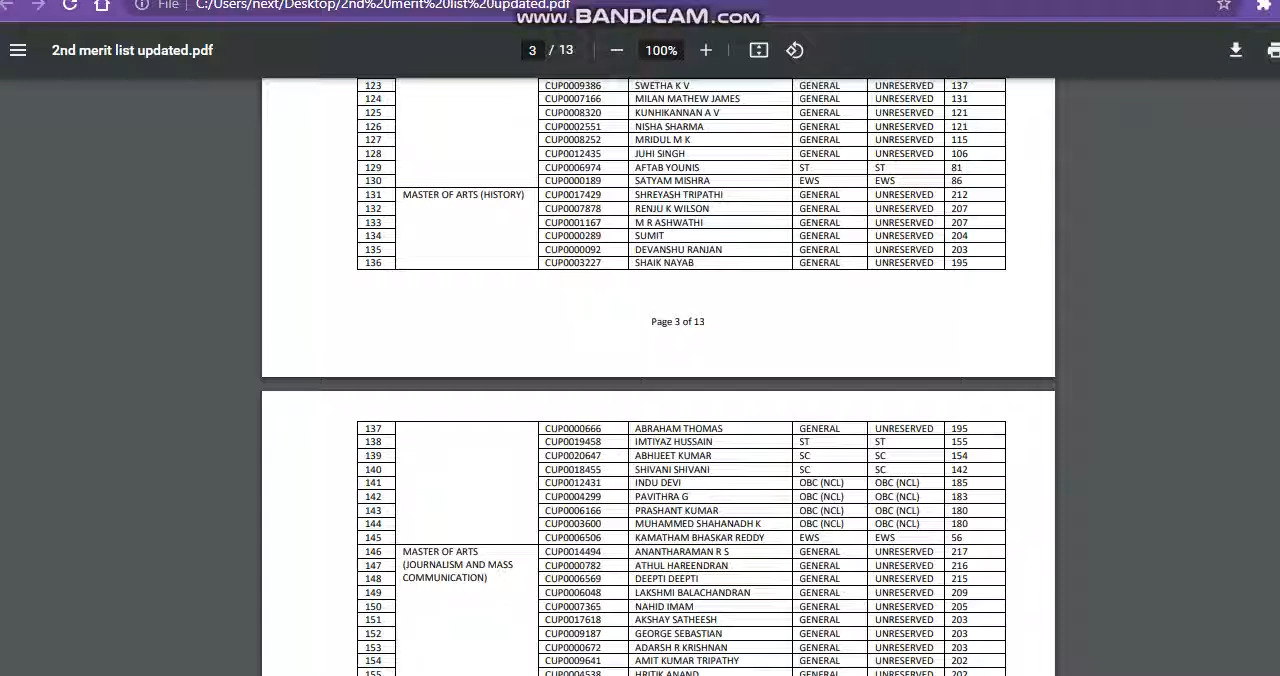 File | C:/Users/next/Desktop/2nd%20merit%20list%20updated.pdf
www.BANDICAM.com
2nd merit list updated.pdf 3 / 13 100%
123 CUP0009386 SWETHA K V GENERAL UNRESERVED 137
124 CUP0007166 MILAN MATHEW JAMES GENERAL UNRESERVED 131
125 CUP0008320 KUNHIKANNAN A V GENERAL UNRESERVED 121
126 CUP0002551 NISHA SHARMA GENERAL UNRESERVED 121
127 CUP0008252 MRIDUL M K GENERAL UNRESERVED 115
128 CUP0012435 JUHI SINGH GENERAL UNRESERVED 106
129 CUP0006974 AFTAB YOUNIS ST ST 81
130 CUP0000189 SATYAM MISHRA EWS EWS 86
131 MASTER OF ARTS (HISTORY) CUP0017429 SHREYASH TRIPATHI GENERAL UNRESERVED 212
132 CUP0007878 RENJU K WILSON GENERAL UNRESERVED 207
133 CUP0001167 M R ASHWATHI GENERAL UNRESERVED 207
134 CUP0000289 SUMIT GENERAL UNRESERVED 204
135 CUP0000092 DEVANSHU RANJAN GENERAL UNRESERVED 203
136 CUP0003227 SHAIK NAYAB GENERAL UNRESERVED 195
Page 3 of 13
137 CUP0000666 ABRAHAM THOMAS GENERAL UNRESERVED 195
138 CUP0019458 IMTIYAZ HUSSAIN ST ST 155
139 CUP0020647 ABHIJEET KUMAR SC SC 154
140 CUP0018455 SHIVANI SHIVANI SC SC 142
141 CUP0012431 INDU DEVI OBC (NCL) OBC (NCL) 185
142 CUP0004299 PAVITHRA G OBC (NCL) OBC (NCL) 183
143 CUP0006166 PRASHANT KUMAR OBC (NCL) OBC (NCL) 180
144 CUP0003600 MUHAMMED SHAHANADH K OBC (NCL) OBC (NCL) 180
145 CUP0006506 KAMATHAM BHASKAR REDDY EWS EWS 56
146 MASTER OF ARTS CUP0014494 ANANTHARAMAN R S GENERAL UNRESERVED 217
147 (JOURNALISM AND MASS CUP0000782 ATHUL HAREENDRAN GENERAL UNRESERVED 216
148 COMMUNICATION) CUP0006569 DEEPTI DEEPTI GENERAL UNRESERVED 215
149 CUP0006048 LAKSHMI BALACHANDRAN GENERAL UNRESERVED 209
150 CUP0007365 NAHID IMAM GENERAL UNRESERVED 205
151 CUP0017618 AKSHAY SATHEESH GENERAL UNRESERVED 203
152 CUP0009187 GEORGE SEBASTIAN GENERAL UNRESERVED 203
153 CUP0000672 ADARSH R KRISHNAN GENERAL UNRESERVED 203
154 CUP0009641 AMIT KUMAR TRIPATHY GENERAL UNRESERVED 202
155 CUP0004538 HRITIK ANAND GENERAL UNRESERVED 202